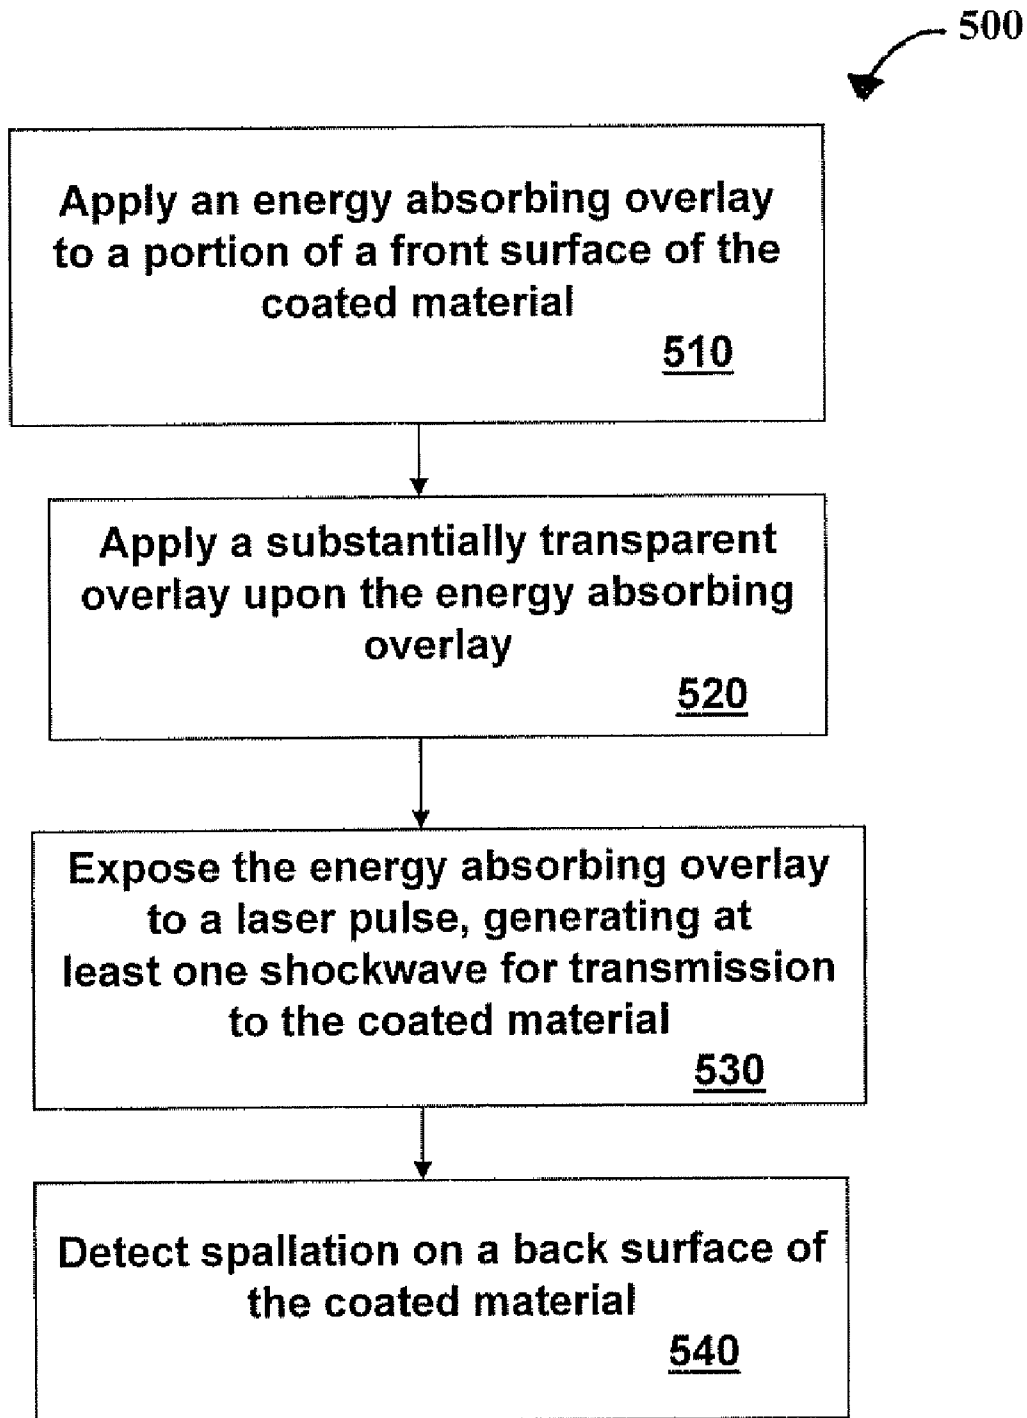 500
Apply an energy absorbing overlay
to a portion of a front surface of the
coated material
510
Apply a substantially transparent
overlay upon the energy absorbing
overlay
520
Expose the energy absorbing overlay
to a laser pulse, generating at
least one shockwave for transmission
to the coated material
530
Detect spallation on a back surface of
the coated material
540